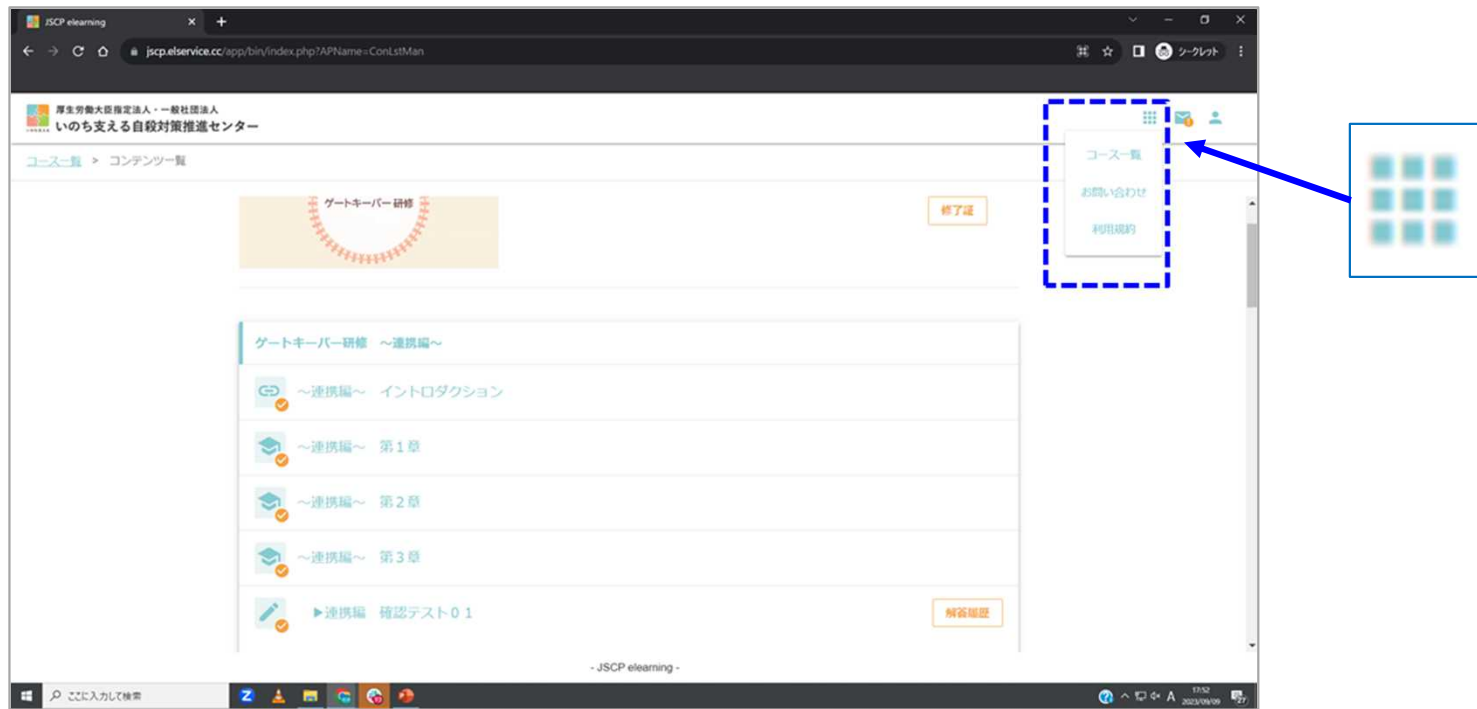 JSCP elearning
jscp.elservice.cc/app/bin/index.php?APName=ConLstMan
シークレット
厚生労働大臣指定法人・一般社団法人
いのち支える自殺対策推進センター
コース一覧 > コンテンツ一覧
コース一覧
お問い合わせ
利用規約
ゲートキーパー研修
修了証
ゲートキーパー研修 ～連携編～
～連携編～ イントロダクション
～連携編～ 第１章
～連携編～ 第２章
～連携編～ 第３章
▶連携編 確認テスト０１
解答履歴
- JSCP elearning -
ここに入力して検索
A
17:52
2023/09/09
27